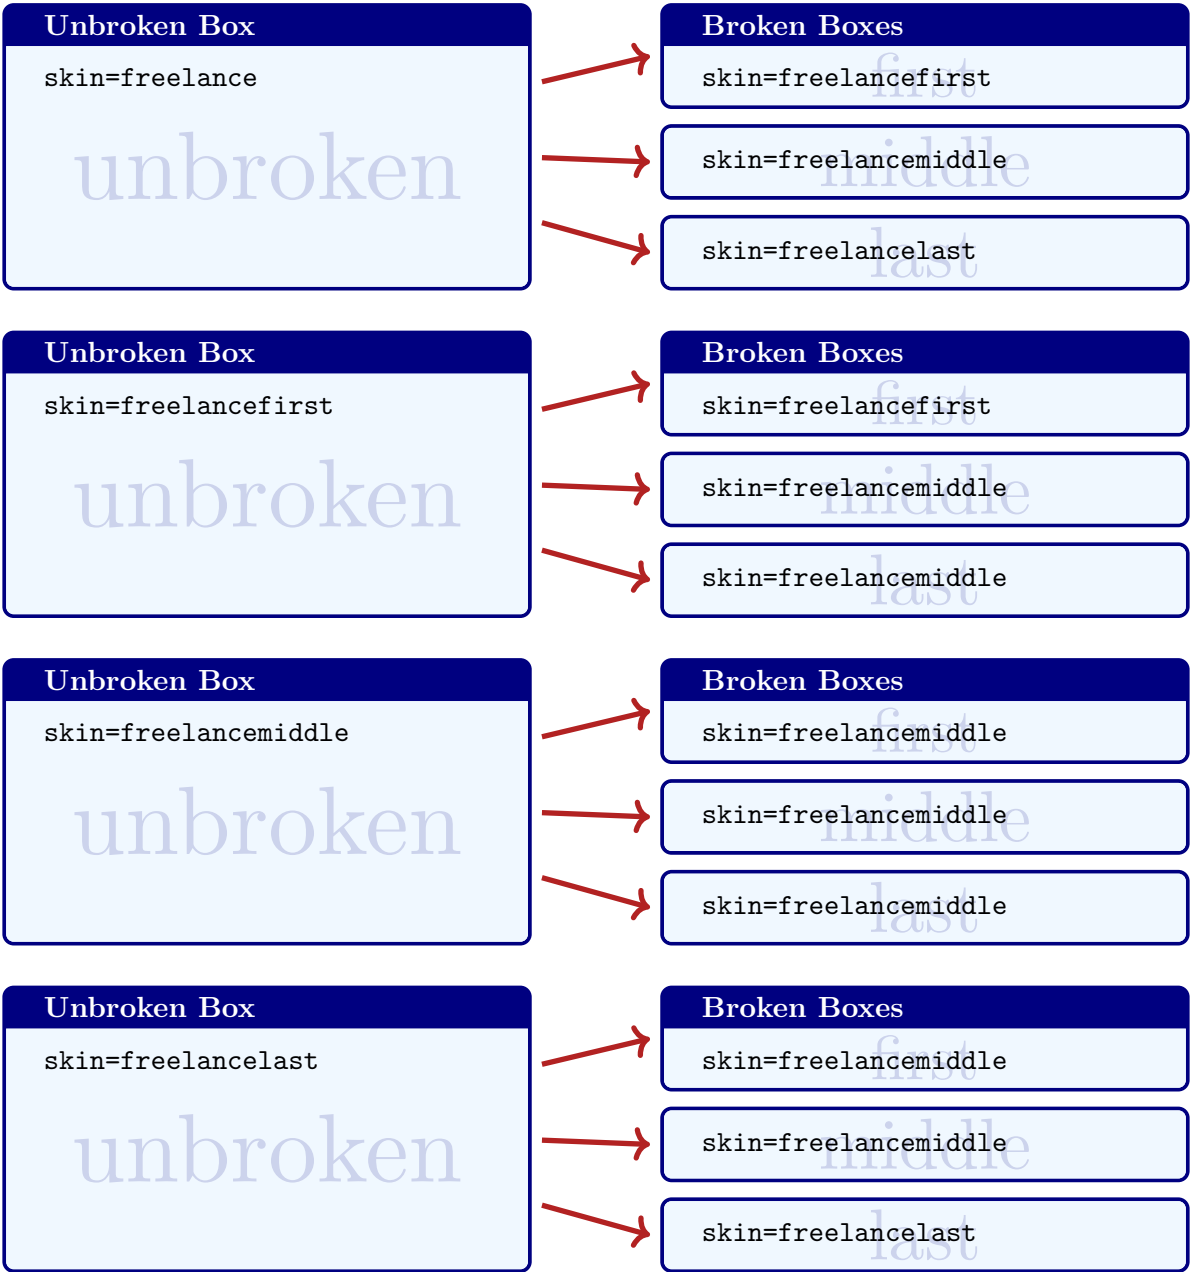 Unbroken Box
skin=freelance
unbroken
Broken Boxes
first
skin=freelancefirst
middle
skin=freelancemiddle
last
skin=freelancelast
Unbroken Box
skin=freelancefirst
unbroken
Broken Boxes
first
skin=freelancefirst
middle
skin=freelancemiddle
last
skin=freelancemiddle
Unbroken Box
skin=freelancemiddle
unbroken
Broken Boxes
first
skin=freelancemiddle
middle
skin=freelancemiddle
last
skin=freelancemiddle
Unbroken Box
skin=freelancelast
unbroken
Broken Boxes
first
skin=freelancemiddle
middle
skin=freelancemiddle
last
skin=freelancelast